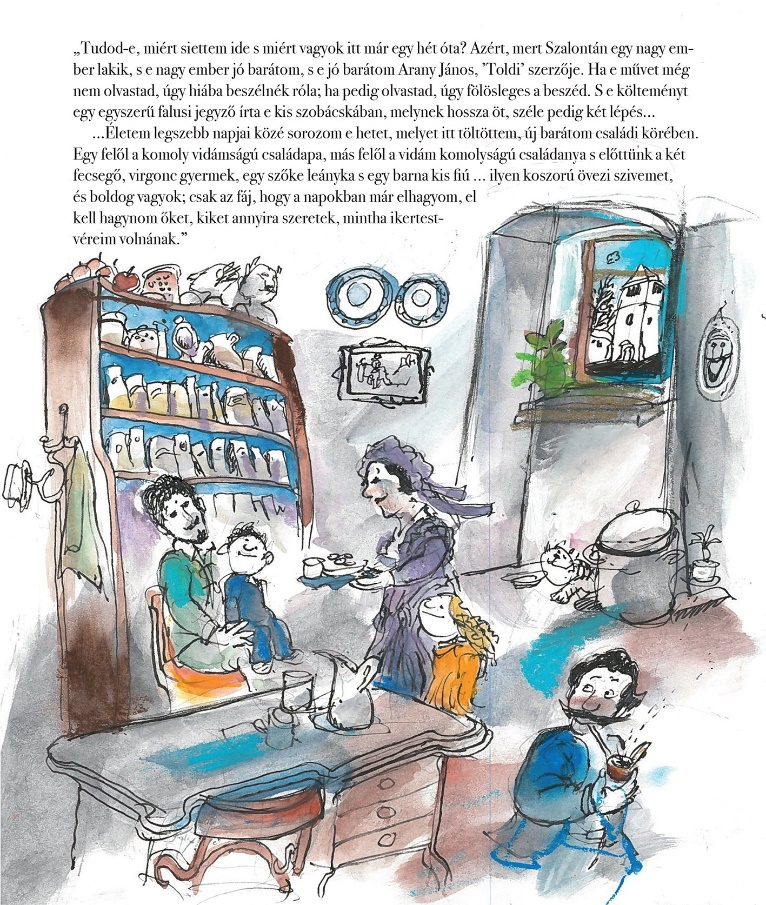 „Tudod-e, miért siettem ide s miért vagyok itt már egy hét óta? Azért, mert Szalontán egy nagy em-
ber lakik, s e nagy ember jó barátom, s e jó barátom Arany János, ’Toldi’ szerzője. Ha e művet még
nem olvastad, úgy hiába beszélnék róla; ha pedig olvastad, úgy fölösleges a beszéd. S e költeményt
egy egyszerű falusi jegyző írta e kis szobácskában, melynek hossza öt, széle pedig két lépés...
...Életem legszebb napjai közé sorozom e hetet, melyet itt töltöttem, új barátom családi körében.
Egy felől a komoly vidámságú családapa, más felől a vidám komolyságú családanya s előttünk a két
fecsegő, virgonc gyermek, egy szőke leányka s egy barna kis fiú ... ilyen koszorú övezi szivemet,
és boldog vagyok; csak az fáj, hogy a napokban már elhagyom, el
kell hagynom őket, kiket annyira szeretek, mintha ikertest-
véreim volnának.”